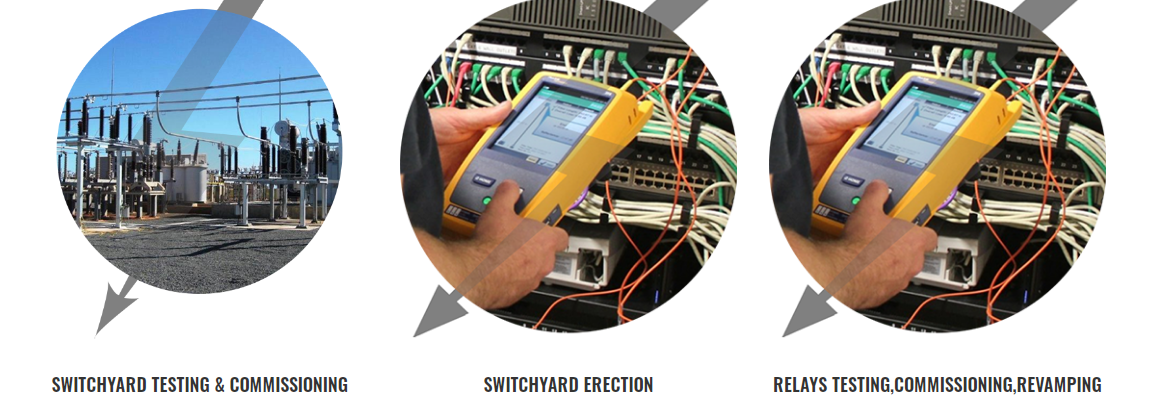 SWITCHYARD TESTING & COMMISSIONING
SWITCHYARD ERECTION
RELAYS TESTING,COMMISSIONING,REVAMPING